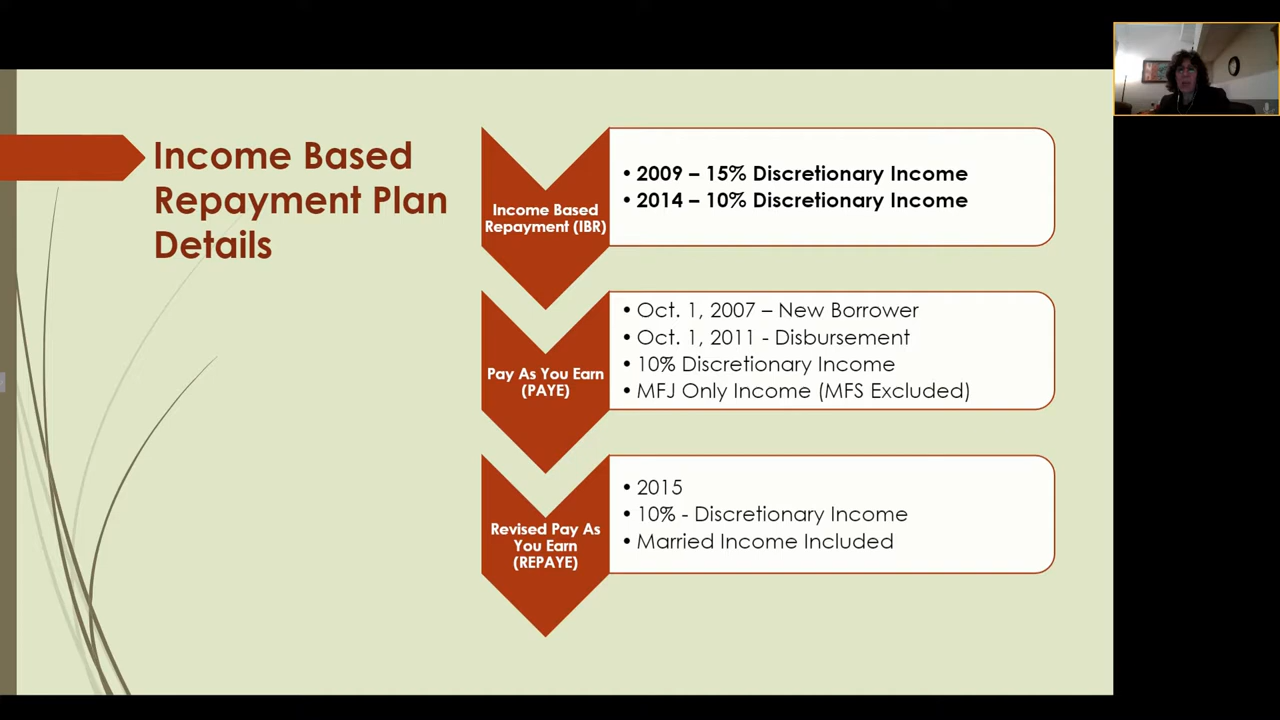 Income Based
Repayment Plan
Details
Income Based
Repayment (IBR)
• 2009 – 15% Discretionary Income
• 2014 – 10% Discretionary Income
Pay As You Earn
(PAYE)
• Oct. 1, 2007 – New Borrower
• Oct. 1, 2011 - Disbursement
• 10% Discretionary Income
• MFJ Only Income (MFS Excluded)
Revised Pay As
You Earn
(REPAYE)
• 2015
• 10% - Discretionary Income
• Married Income Included